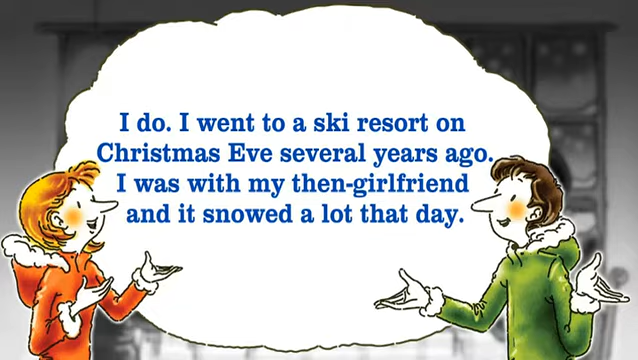 I do. I went to a ski resort on
Christmas Eve several years ago.
I was with my then-girlfriend
and it snowed a lot that day.